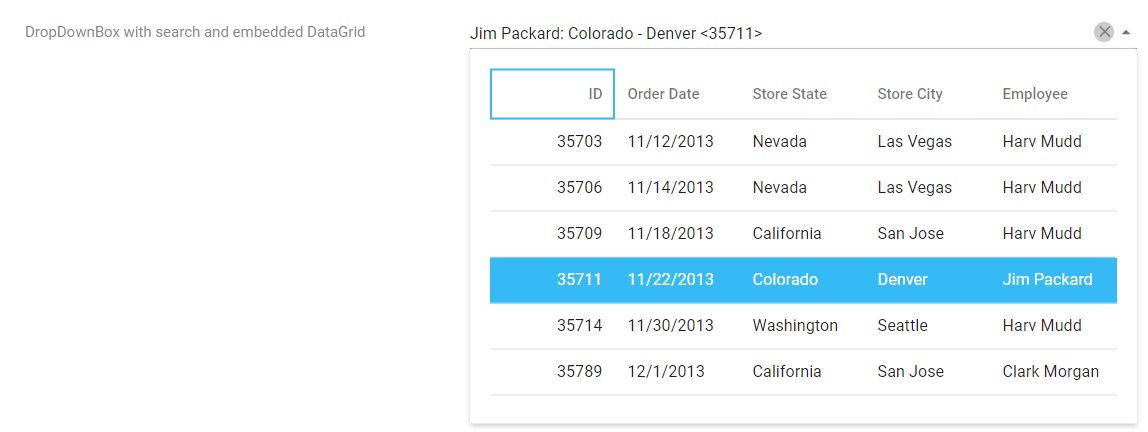 DropDownBox with search and embedded DataGrid
Jim Packard: Colorado - Denver <35711>
ID Order Date Store State Store City Employee
35703 11/12/2013 Nevada Las Vegas Harv Mudd
35706 11/14/2013 Nevada Las Vegas Harv Mudd
35709 11/18/2013 California San Jose Harv Mudd
35711 11/22/2013 Colorado Denver Jim Packard
35714 11/30/2013 Washington Seattle Harv Mudd
35789 12/1/2013 California San Jose Clark Morgan